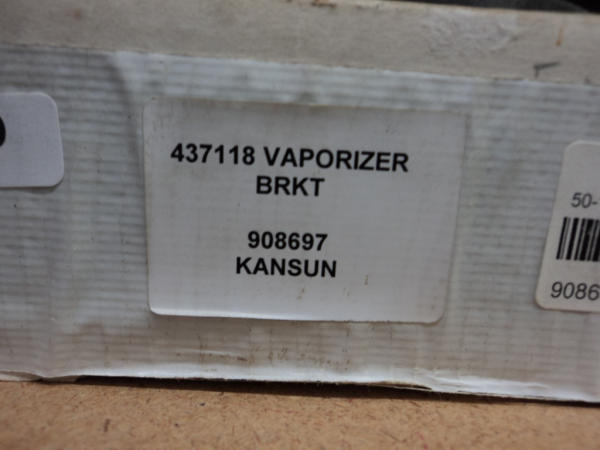 437118 VAPORIZER
BRKT
908697
KANSUN
50-
9086